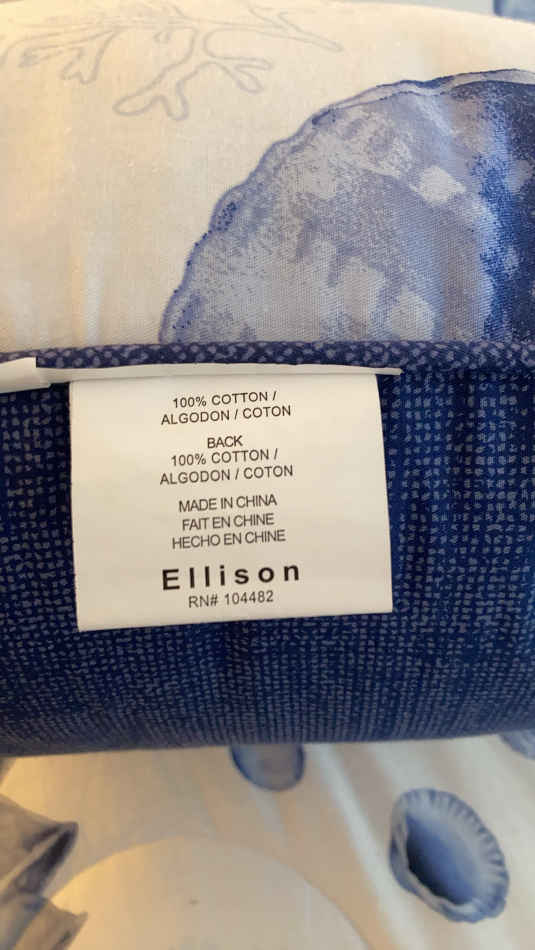 100% COTTON /
ALGODON / COTON
BACK
100% COTTON /
ALGODON / COTON
MADE IN CHINA
FAIT EN CHINE
HECHO EN CHINE
Ellison
RN# 104482